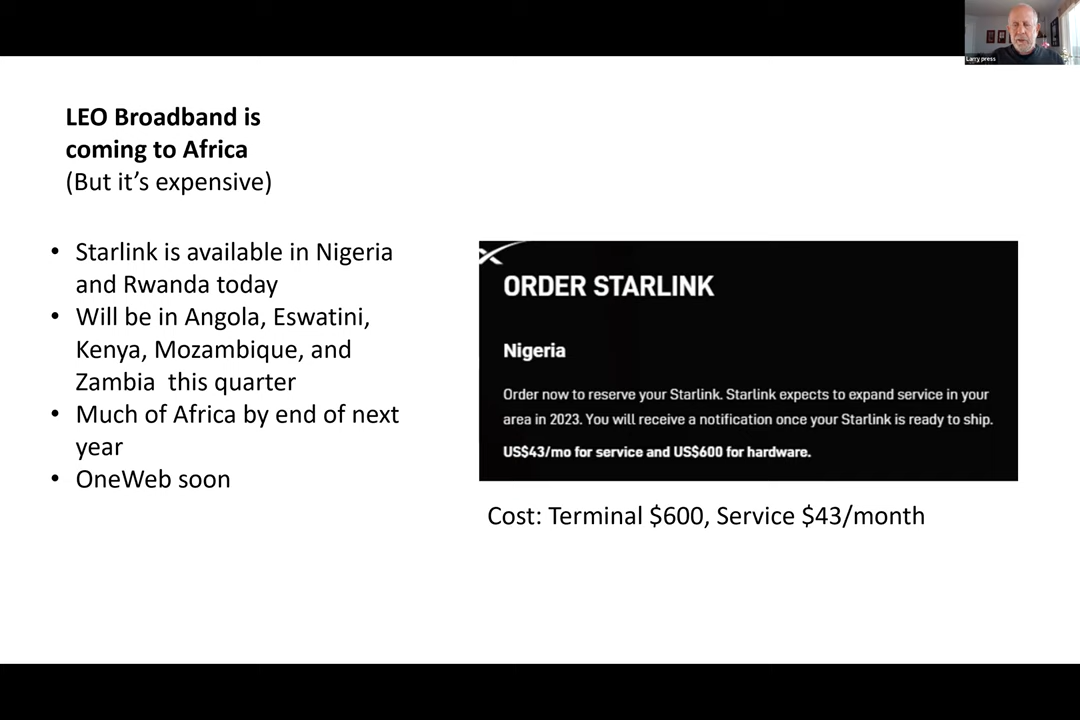 Larry press
LEO Broadband is
coming to Africa
(But it’s expensive)
• Starlink is available in Nigeria
and Rwanda today
• Will be in Angola, Eswatini,
Kenya, Mozambique, and
Zambia  this quarter
• Much of Africa by end of next
year
• OneWeb soon
ORDER STARLINK
Nigeria
Order now to reserve your Starlink. Starlink expects to expand service in your
area in 2023. You will receive a notification once your Starlink is ready to ship.
US$43/mo for service and US$600 for hardware.
Cost: Terminal $600, Service $43/month